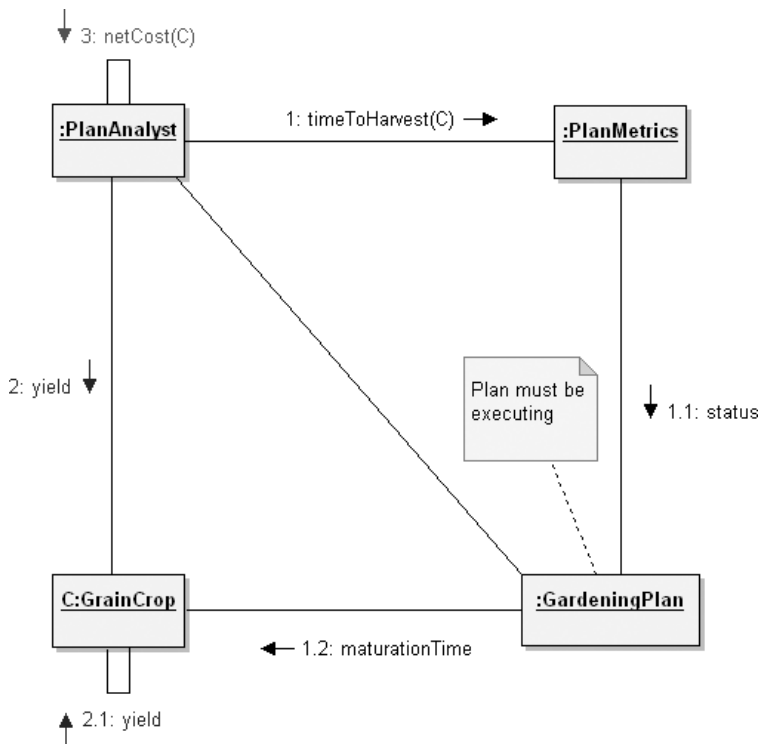 3: netCost(C)
:PlanAnalyst
1: timeToHarvest(C)
:PlanMetrics
2: yield
Plan must be
executing
1.1: status
C:GrainCrop
:GardeningPlan
1.2: maturationTime
2.1: yield